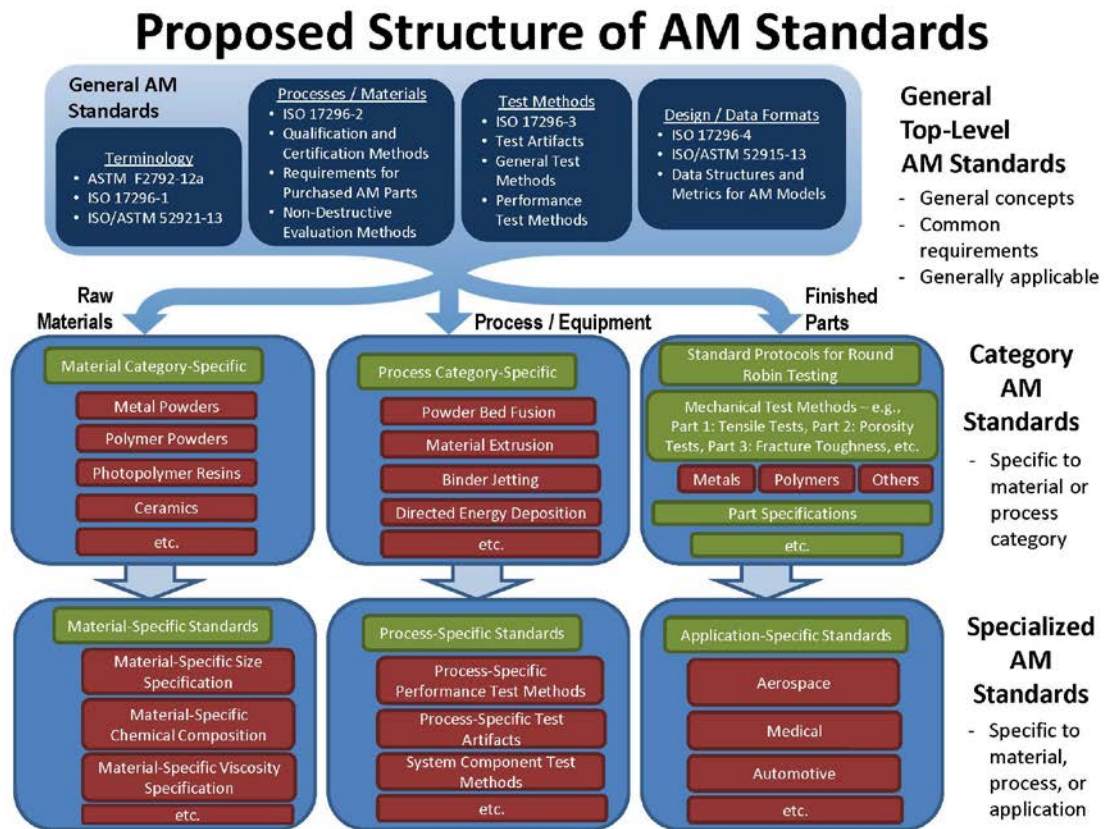 Proposed Structure of AM Standards
General AM
Standards
Terminology
• ASTM F2792-12a
• ISO 17296-1
• ISO/ASTM 52921-13
Processes / Materials
• ISO 17296-2
• Qualification and
Certification Methods
• Requirements for
Purchased AM Parts
• Non-Destructive
Evaluation Methods
Test Methods
• ISO 17296-3
• Test Artifacts
• General Test
Methods
• Performance
Test Methods
Design / Data Formats
• ISO 17296-4
• ISO/ASTM 52915-13
• Data Structures and
Metrics for AM Models
General
Top-Level
AM Standards
- General concepts
- Common
requirements
- Generally applicable
Raw
Materials
Process / Equipment
Finished
Parts
Material Category-Specific
Metal Powders
Polymer Powders
Photopolymer Resins
Ceramics
etc.
Process Category-Specific
Powder Bed Fusion
Material Extrusion
Binder Jetting
Directed Energy Deposition
etc.
Standard Protocols for Round
Robin Testing
Mechanical Test Methods – e.g.,
Part 1: Tensile Tests, Part 2: Porosity
Tests, Part 3: Fracture Toughness, etc.
Metals
Polymers
Others
Part Specifications
etc.
Category
AM
Standards
- Specific to
material or
process
category
Material-Specific Standards
Material-Specific Size
Specification
Material-Specific
Chemical Composition
Material-Specific Viscosity
Specification
etc.
Process-Specific Standards
Process-Specific
Performance Test Methods
Process-Specific Test
Artifacts
System Component Test
Methods
etc.
Application-Specific Standards
Aerospace
Medical
Automotive
etc.
Specialized
AM
Standards
- Specific to
material,
process, or
application